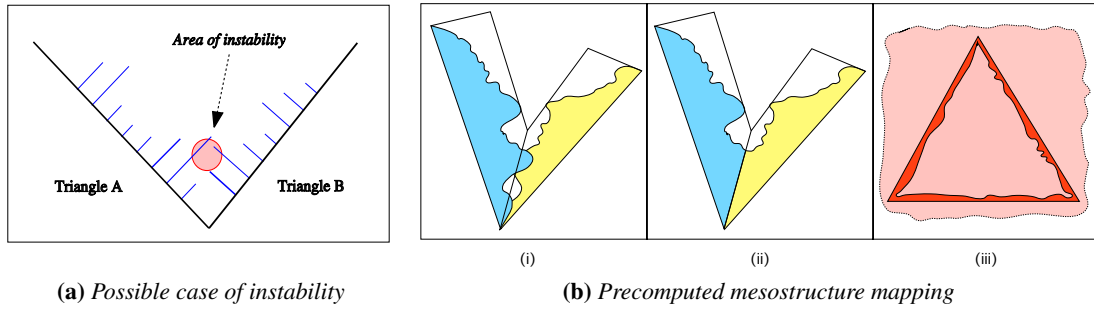 Area of instability
Triangle A
Triangle B
(i)
(ii)
(iii)
(a) Possible case of instability
(b) Precomputed mesostructure mapping